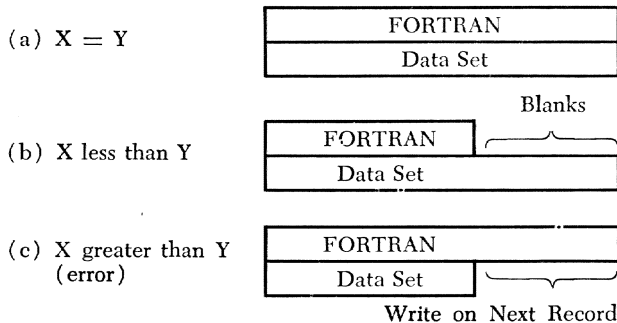 (a) X = Y
FORTRAN
Data Set
Blanks
(b) X less than Y
FORTRAN
Data Set
(c) X greater than Y
(error)
FORTRAN
Data Set
Write on Next Record